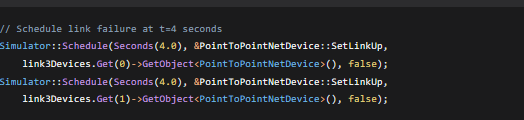 // Schedule link failure at t=4 seconds
Simulator::Schedule(Seconds(4.0), &PointToPointNetDevice::SetLinkUp,
link3Devices.Get(0)->GetObject<PointToPointNetDevice>(), false);
Simulator::Schedule(Seconds(4.0), &PointToPointNetDevice::SetLinkUp,
link3Devices.Get(1)->GetObject<PointToPointNetDevice>(), false);